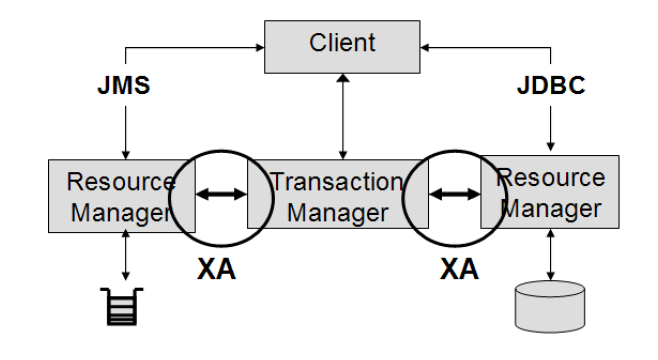 Client
JMS
JDBC
Resource
Manager
Transaction
Manager
Resource
Manager
XA
XA